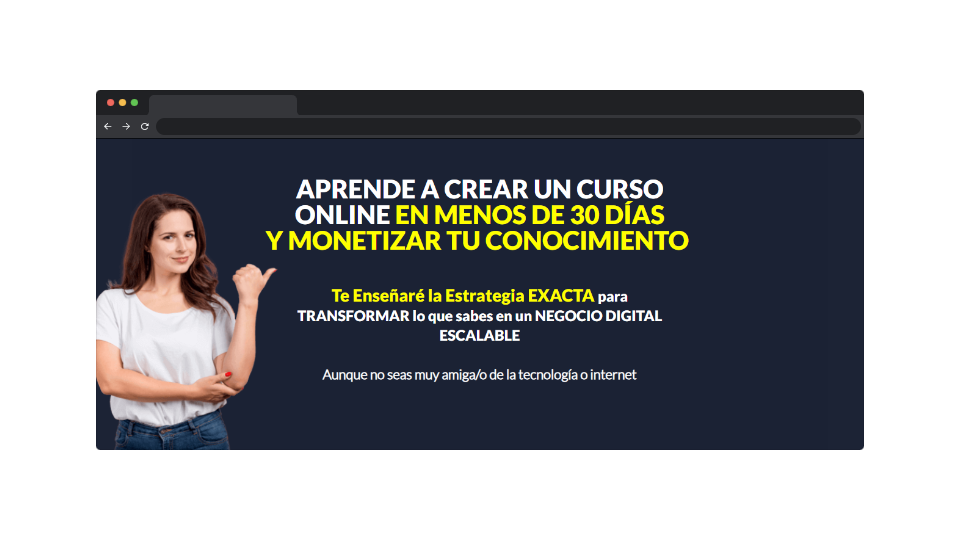 APRENDE A CREAR UN CURSO
ONLINE EN MENOS DE 30 DÍAS
Y MONETIZAR TU CONOCIMIENTO
Te Enseñaré la Estrategia EXACTA para
TRANSFORMAR lo que sabes en un NEGOCIO DIGITAL
ESCALABLE
Aunque no seas muy amiga/o de la tecnología o internet